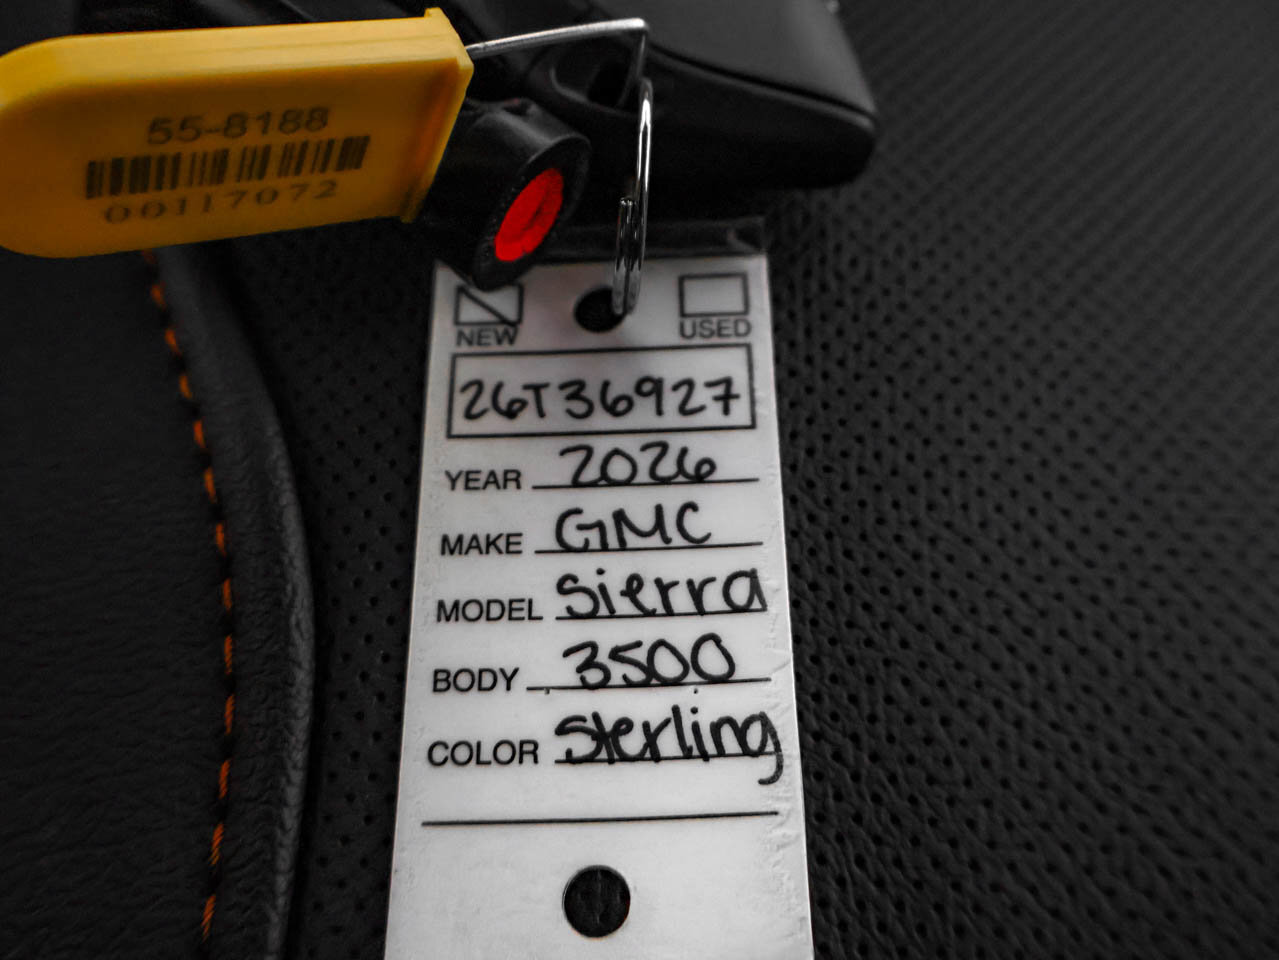 55-8188
00117072
NEW USED
26T36927
YEAR 2026
MAKE GMC
MODEL Sierra
BODY 3500
COLOR Sterling